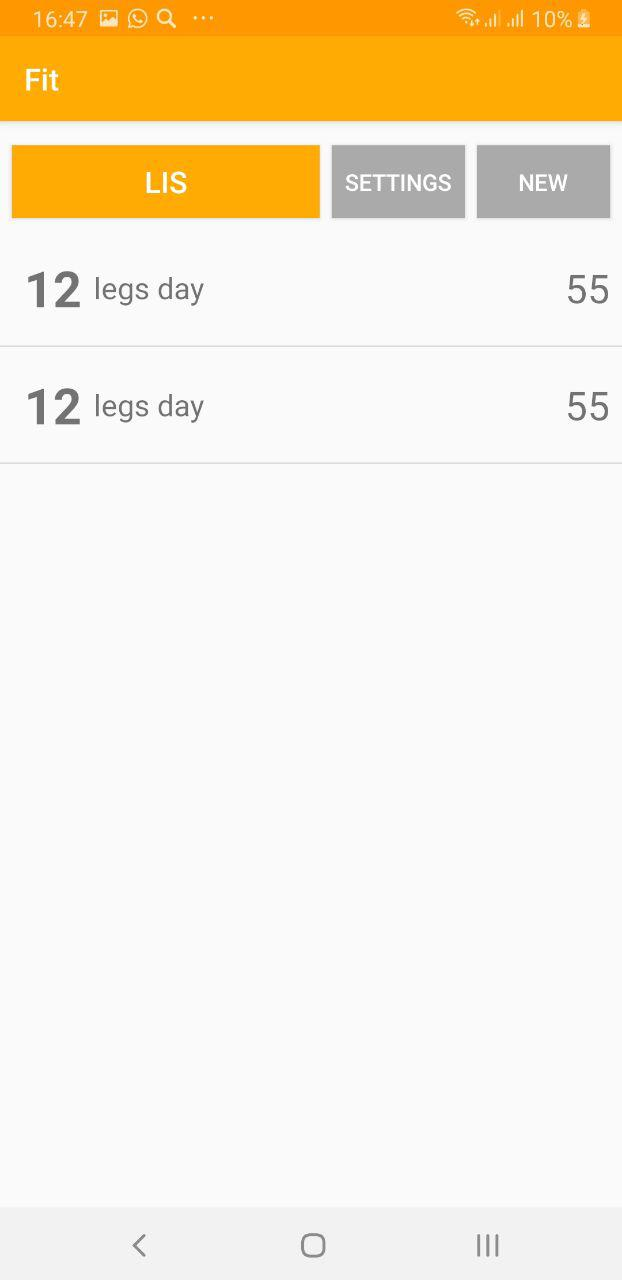 16:47 ... 10%
Fit
LIS SETTINGS NEW
12 legs day 55
12 legs day 55